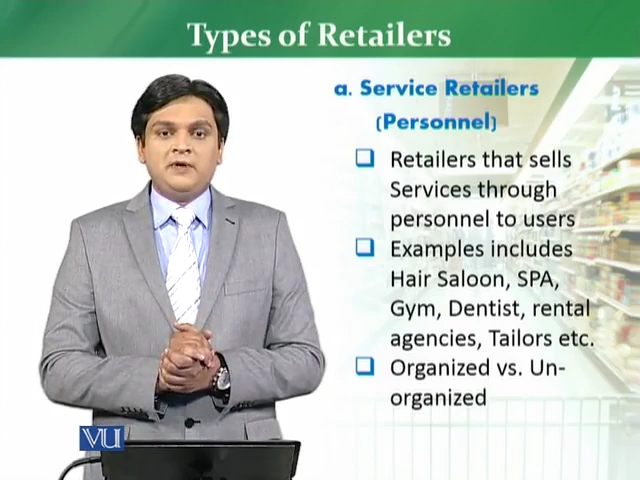 Types of Retailers
a. Service Retailers
(Personnel)
Retailers that sells
Services through
personnel to users
Examples includes
Hair Saloon, SPA,
Gym, Dentist, rental
agencies, Tailors etc.
Organized vs. Un-
organized
VU